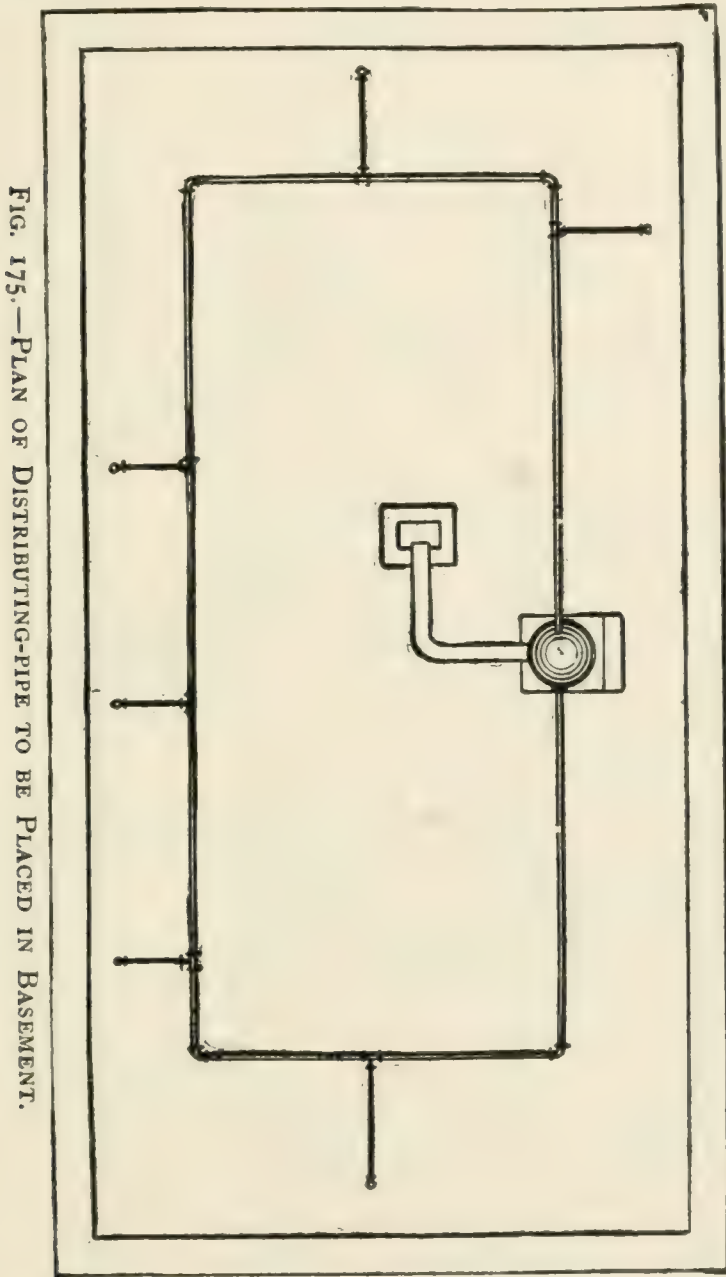 FIG. 175.—PLAN OF DISTRIBUTING-PIPE TO BE PLACED IN BASEMENT.